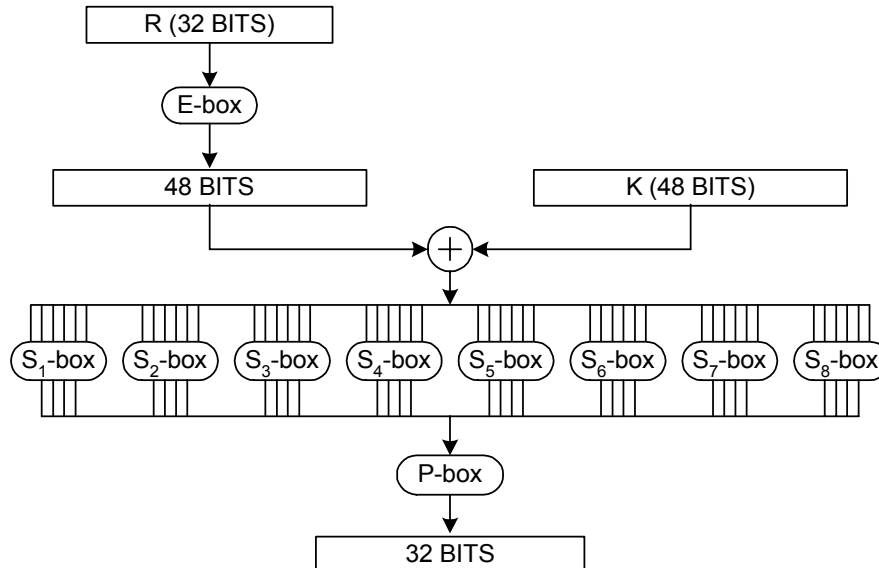 R (32 BITS)
E-box
48 BITS
K (48 BITS)
S₁-box
S₂-box
S₃-box
S₄-box
S₅-box
S₆-box
S₇-box
S₈-box
P-box
32 BITS